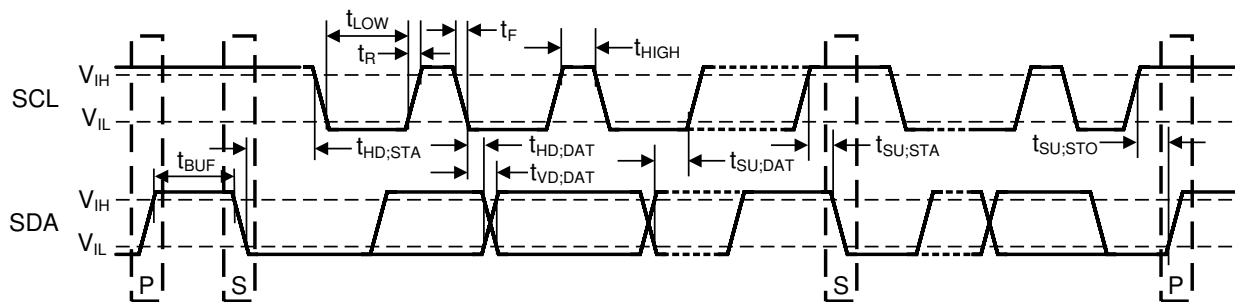 tLOW
tR
tF
tHIGH
VIH
SCL
VIL
tHD;STA
tHD;DAT
tSU;DAT
tSU;STA
tSU;STO
tBUF
tVD;DAT
VIH
SDA
VIL
P
S
S
P